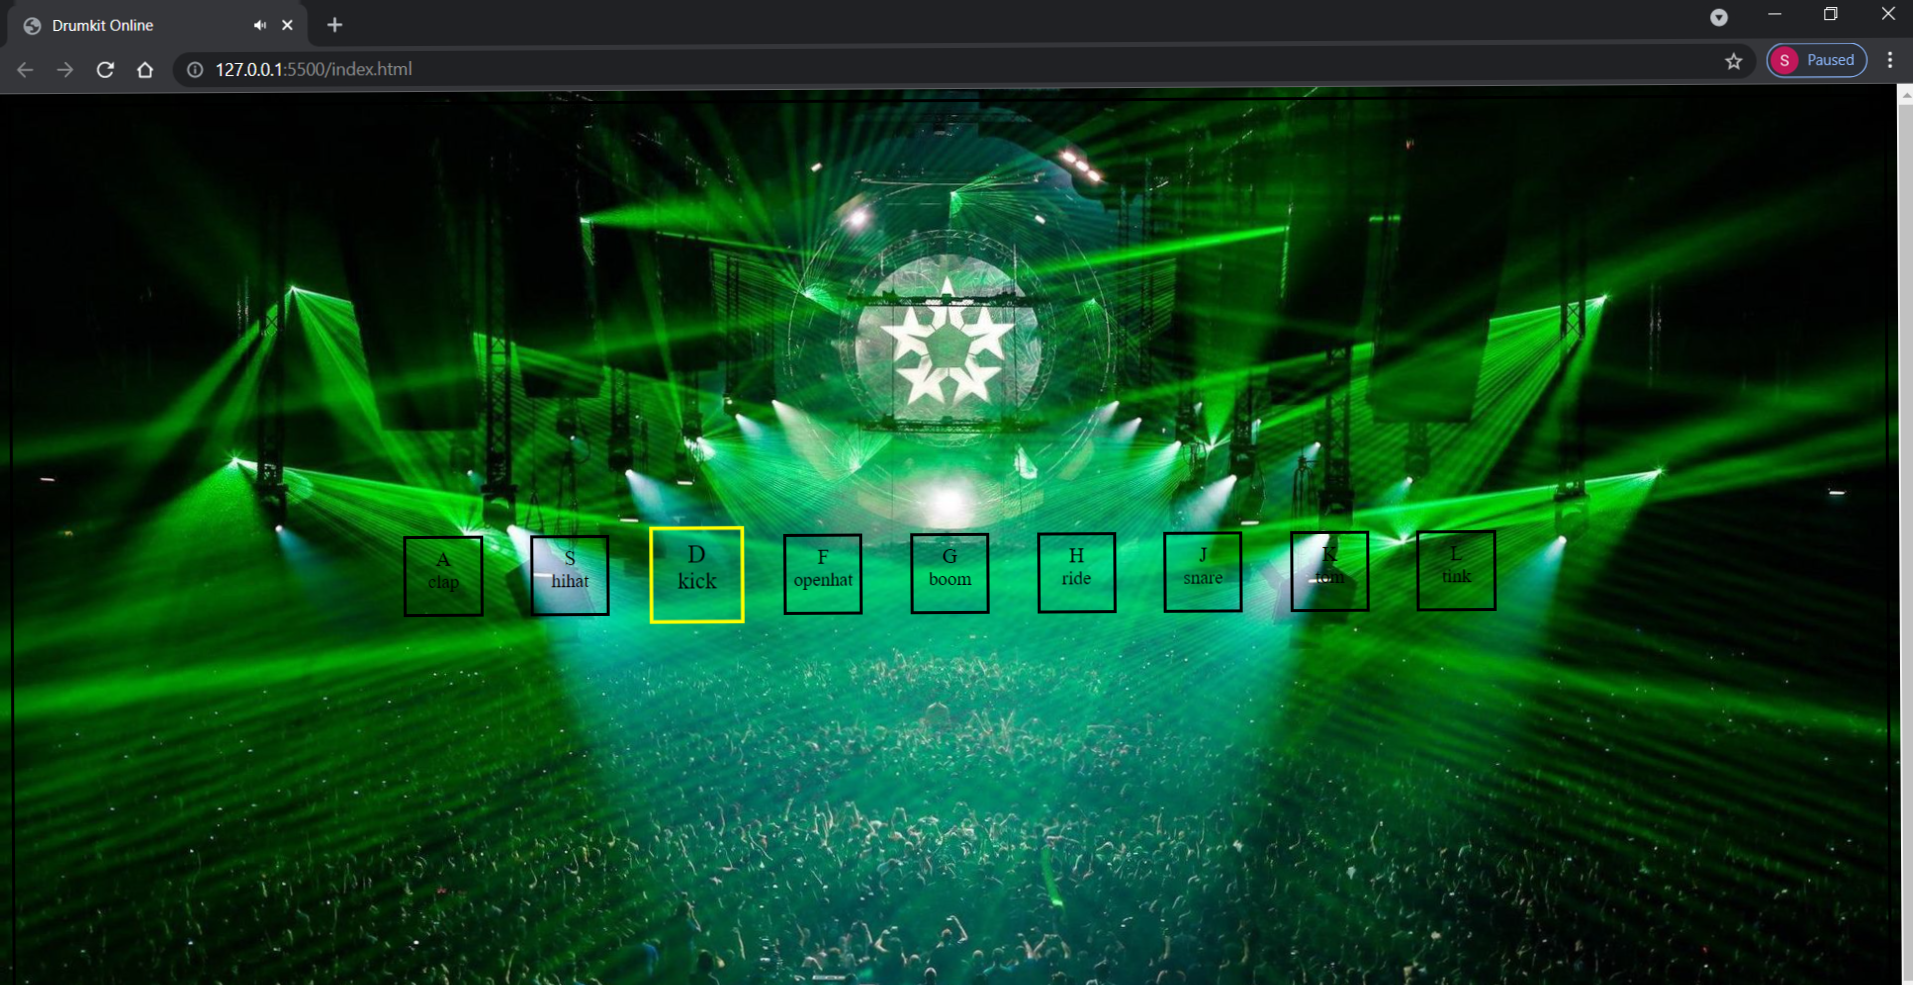 Drumkit Online
127.0.0.1:5500/index.html
S
Paused
A
clap
S
hihat
D
kick
F
openhat
G
boom
H
ride
J
snare
K
tom
L
tink